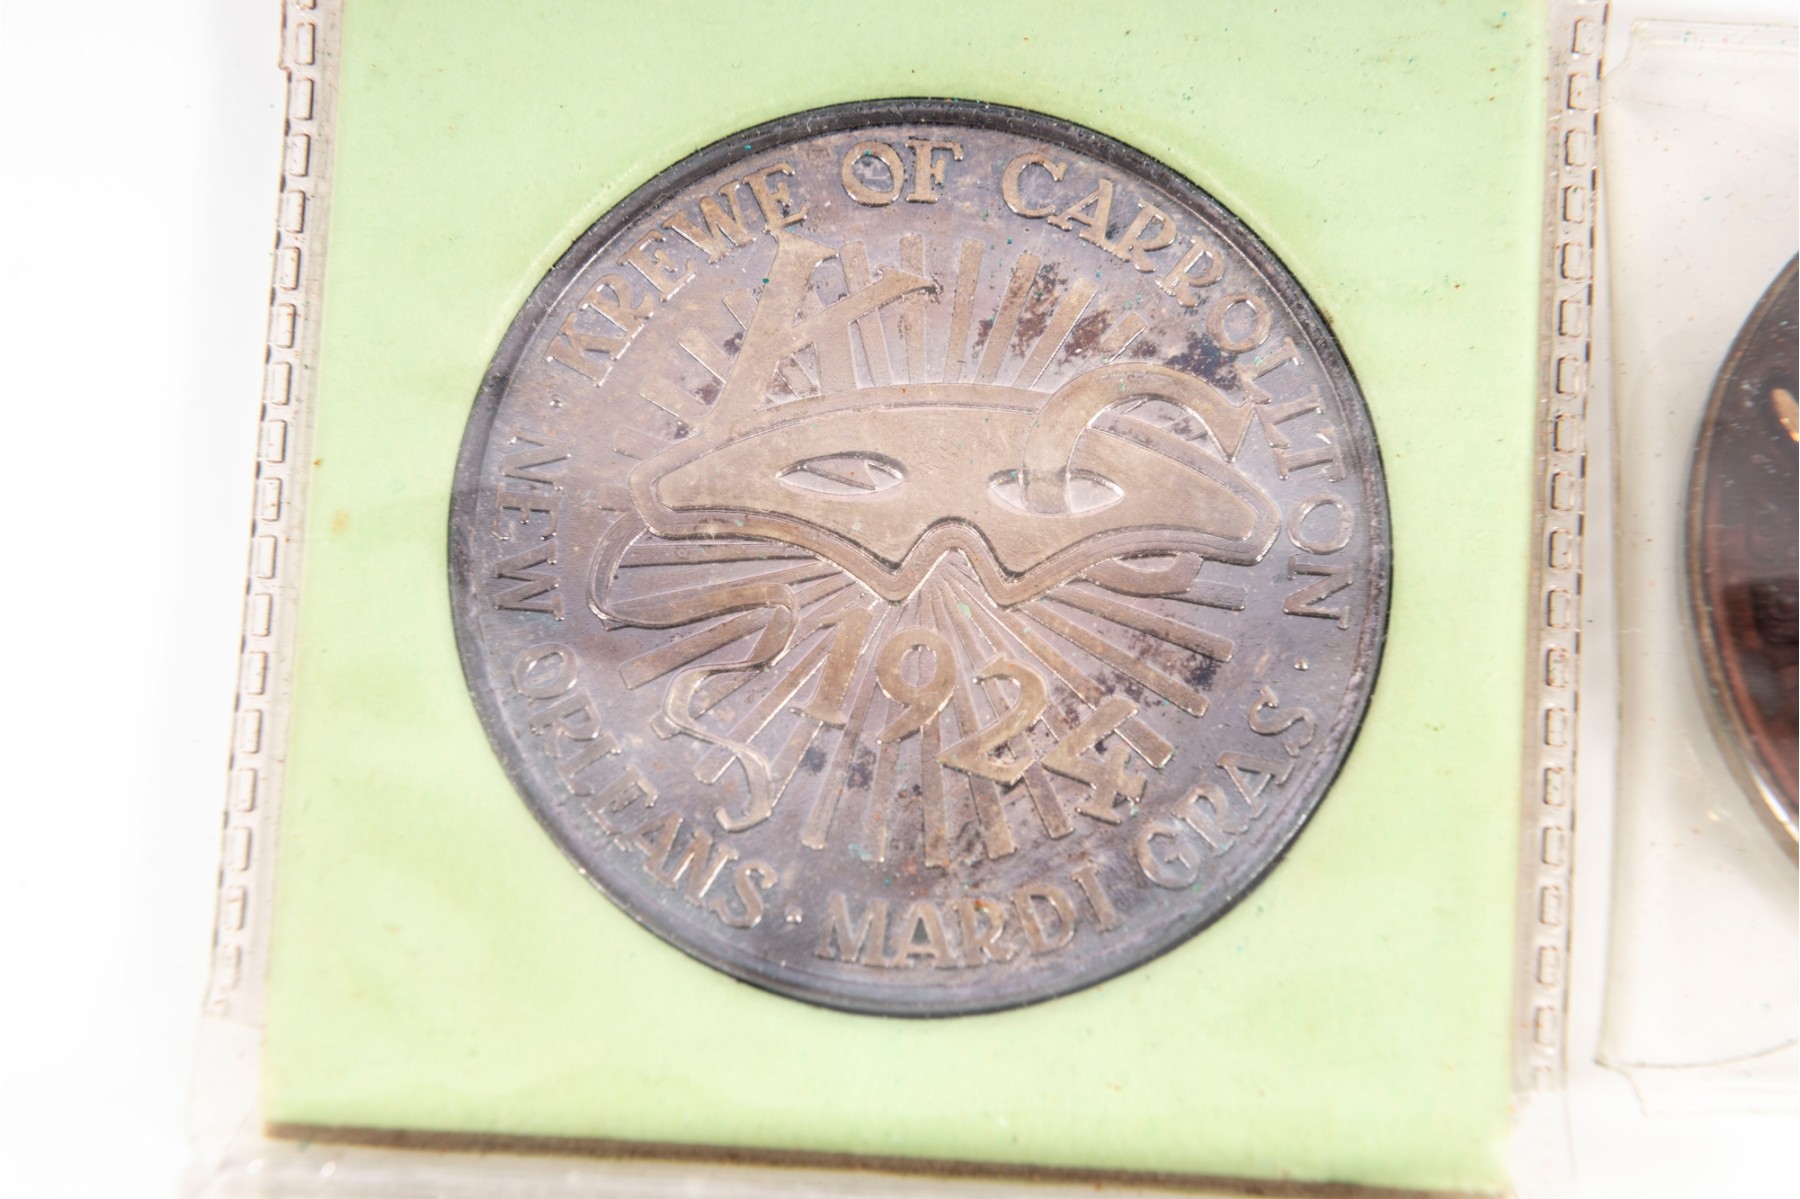 KREWE OF CARROLLTON
· NEW ORLEANS · MARDI GRAS ·
K C
1924